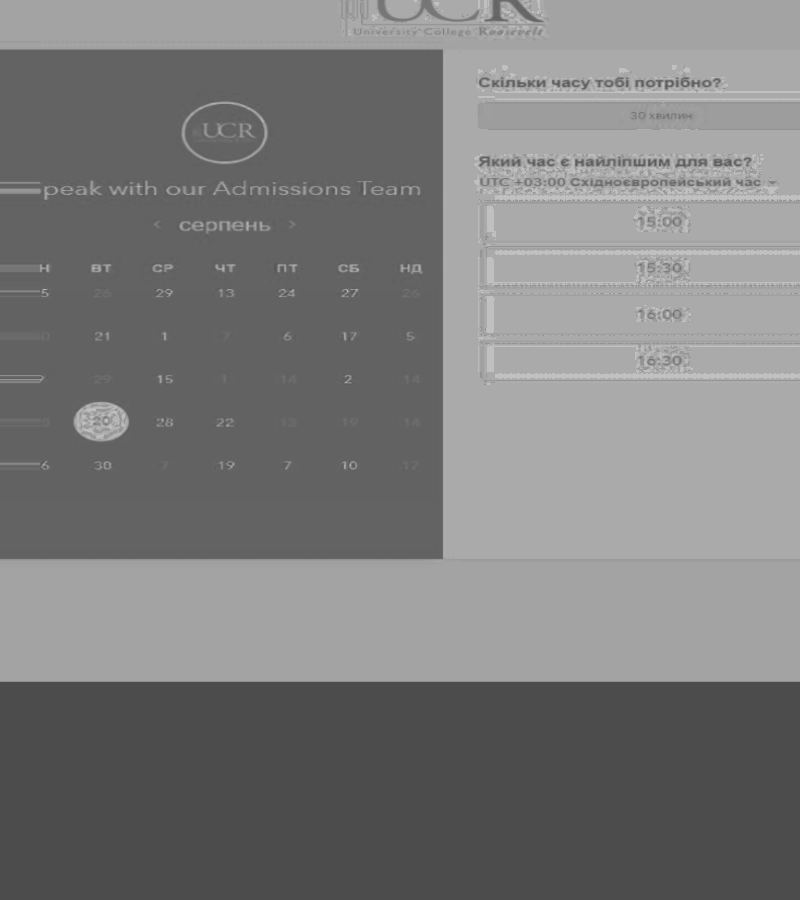 UCR
University College Roosevelt
UCR
peak with our Admissions Team
< серпень >
Н ВТ СР ЧТ ПТ СБ НД
5 26 29 13 24 27 26
21 1 7 6 17 5
29 15 1 14 2 14
20 28 22 13 19 14
6 30 7 19 7 10 17
Скільки часу тобі потрібно?
30 хвилин
Який час є найліпшим для вас?
UTC +03:00 Східноєвропейський час
15:00
15:30
16:00
16:30